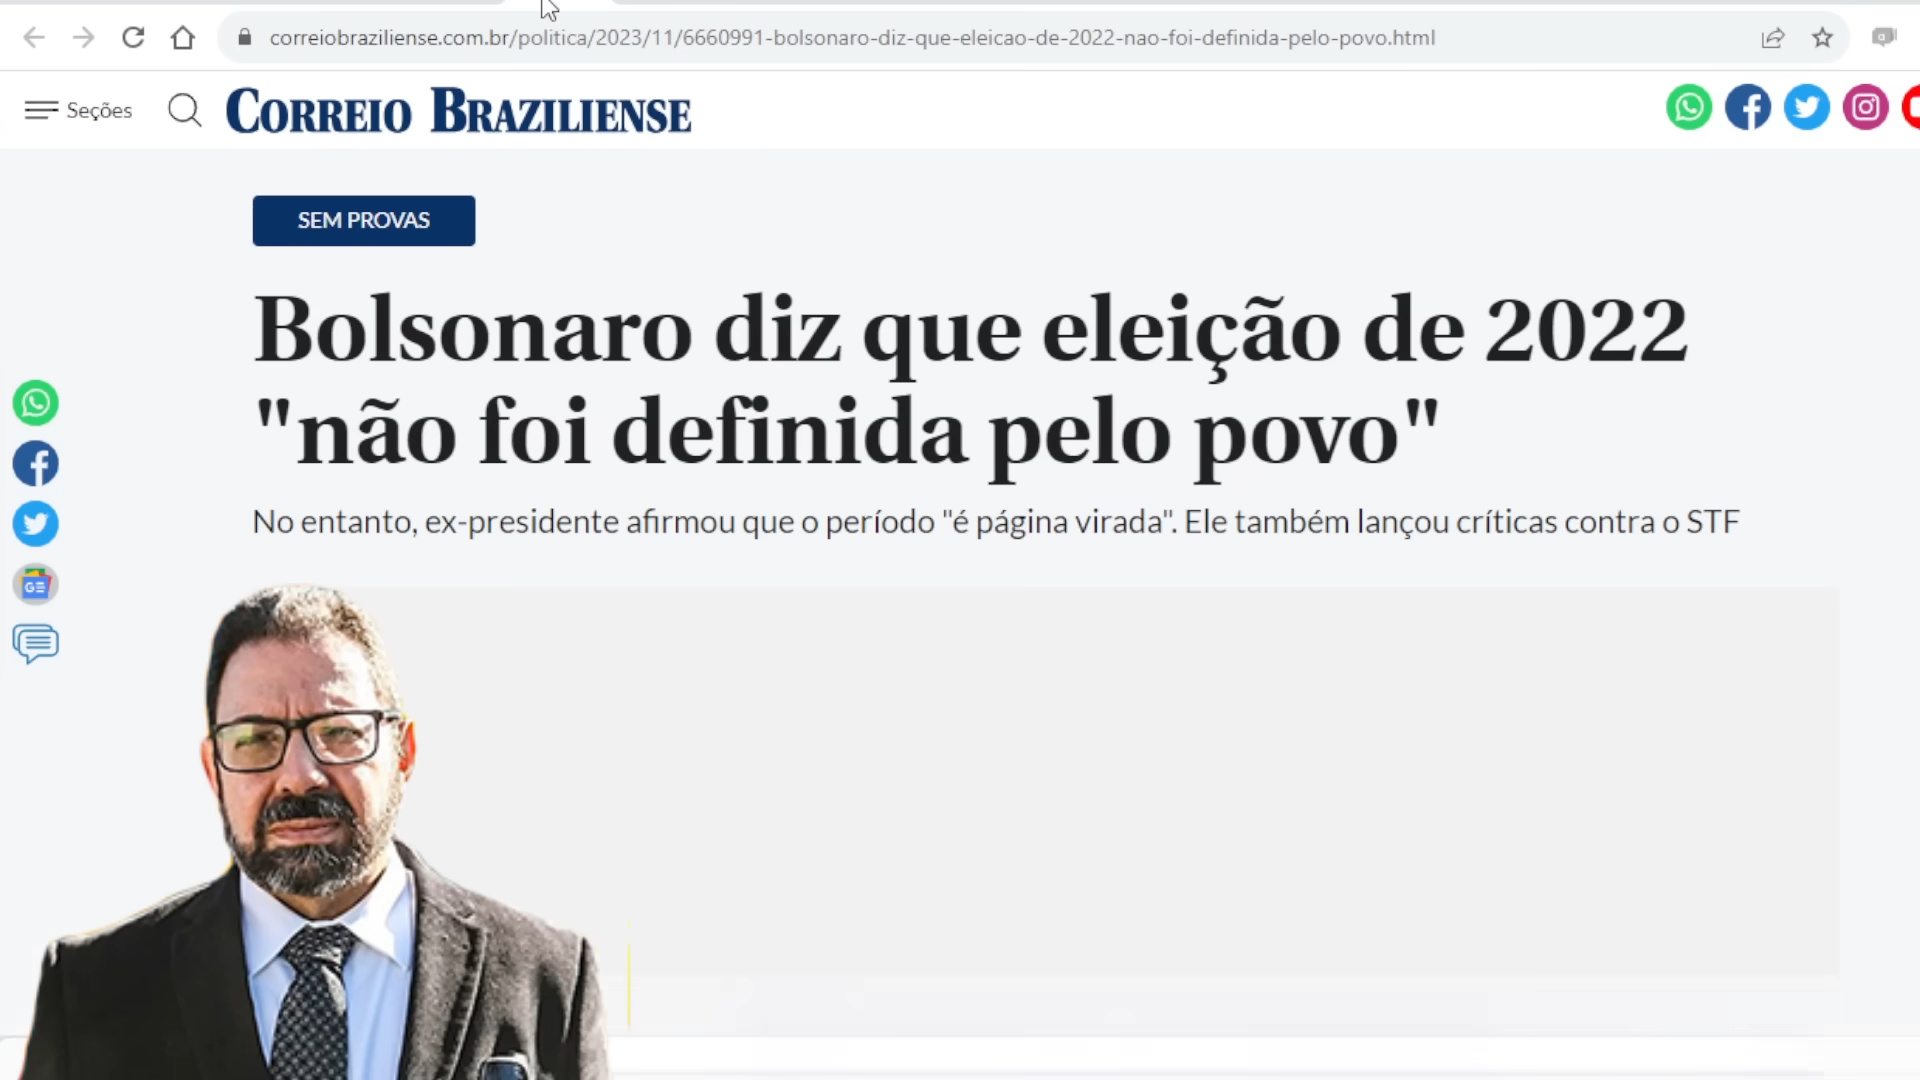 correiobraziliense.com.br/politica/2023/11/6660991-bolsonaro-diz-que-eleicao-de-2022-nao-foi-definida-pelo-povo.html
Seções
CORREIO BRAZILIENSE
SEM PROVAS
Bolsonaro diz que eleição de 2022
"não foi definida pelo povo"
No entanto, ex-presidente afirmou que o período "é página virada". Ele também lançou críticas contra o STF
GE